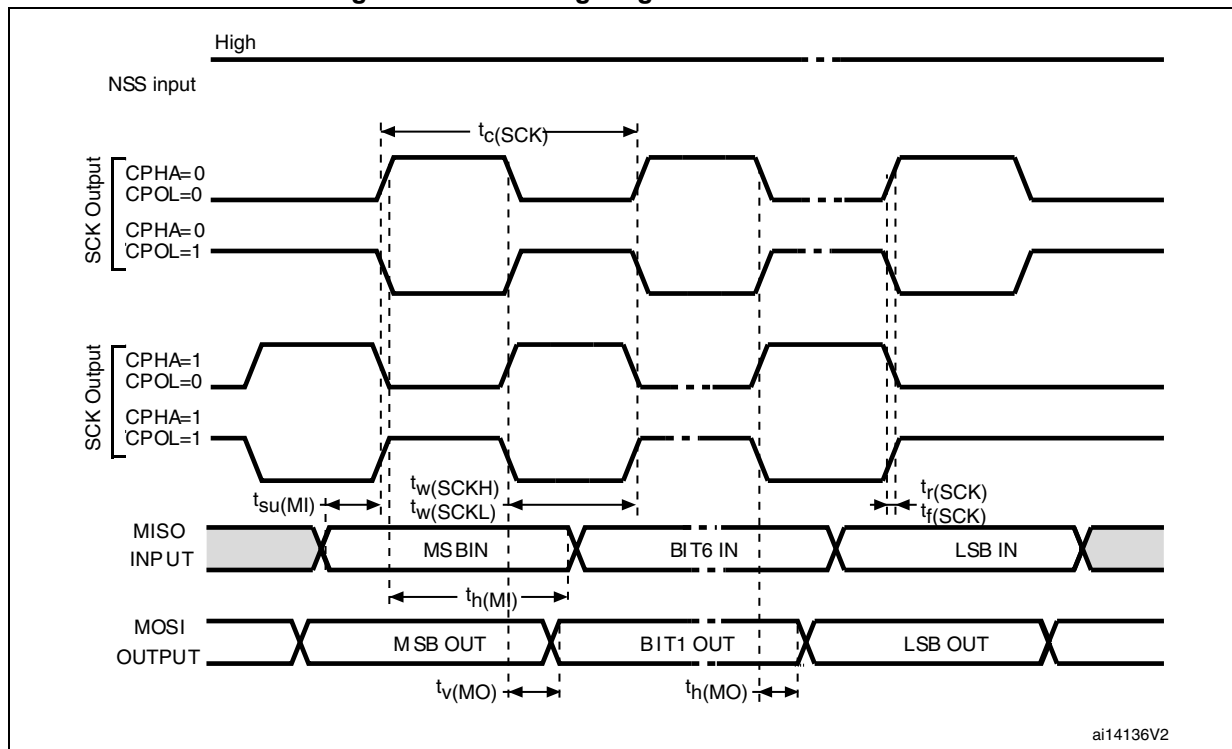 High
NSS input
tc(SCK)
SCK Output
CPHA=0
CPOL=0
CPHA=0
CPOL=1
SCK Output
CPHA=1
CPOL=0
CPHA=1
CPOL=1
tsu(MI)
tw(SCKH)
tw(SCKL)
tr(SCK)
tf(SCK)
MISO
INPUT
MSBIN
BIT6 IN
LSB IN
th(MI)
MOSI
OUTPUT
MSB OUT
BIT1 OUT
LSB OUT
tv(MO)
th(MO)
ai14136V2